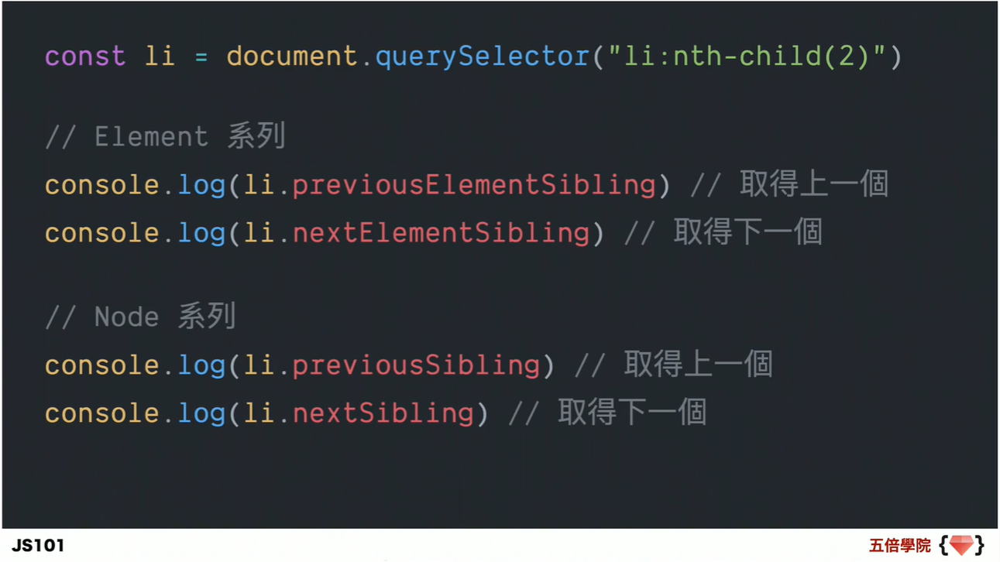 const li = document.querySelector("li:nth-child(2)")
// Element 系列
console.log(li.previousElementSibling) // 取得上一個
console.log(li.nextElementSibling) // 取得下一個
// Node 系列
console.log(li.previousSibling) // 取得上一個
console.log(li.nextSibling) // 取得下一個
JS101
五倍學院 { }